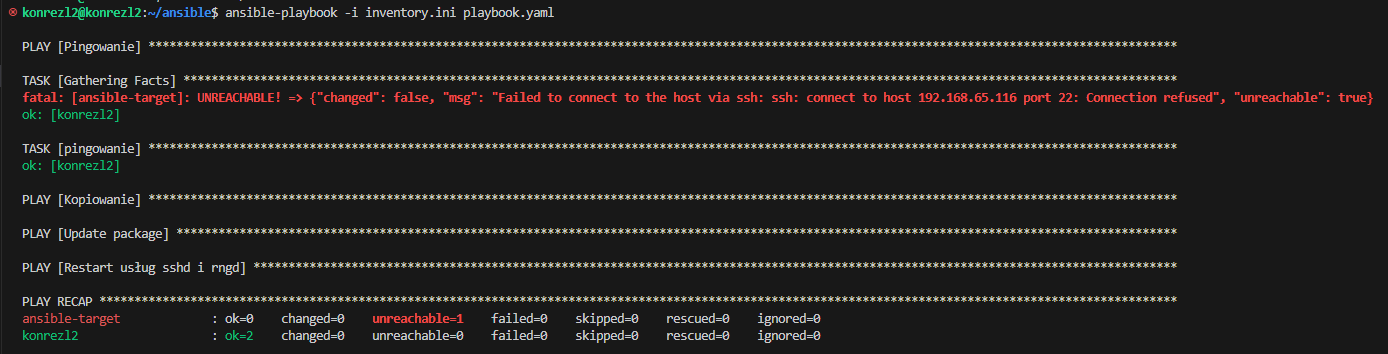 konrezl2@konrezl2:~/ansible$ ansible-playbook -i inventory.ini playbook.yaml
PLAY [Pingowanie] ***************************************************************************************************************************************************
TASK [Gathering Facts] **********************************************************************************************************************************************
fatal: [ansible-target]: UNREACHABLE! => {"changed": false, "msg": "Failed to connect to the host via ssh: ssh: connect to host 192.168.65.116 port 22: Connection refused", "unreachable": true}
ok: [konrezl2]
TASK [pingowanie] ***************************************************************************************************************************************************
ok: [konrezl2]
PLAY [Kopiowanie] ***************************************************************************************************************************************************
PLAY [Update package] ***********************************************************************************************************************************************
PLAY [Restart usług sshd i rngd] ************************************************************************************************************************************
PLAY RECAP **********************************************************************************************************************************************************
ansible-target             : ok=0    changed=0    unreachable=1    failed=0    skipped=0    rescued=0    ignored=0
konrezl2                   : ok=2    changed=0    unreachable=0    failed=0    skipped=0    rescued=0    ignored=0